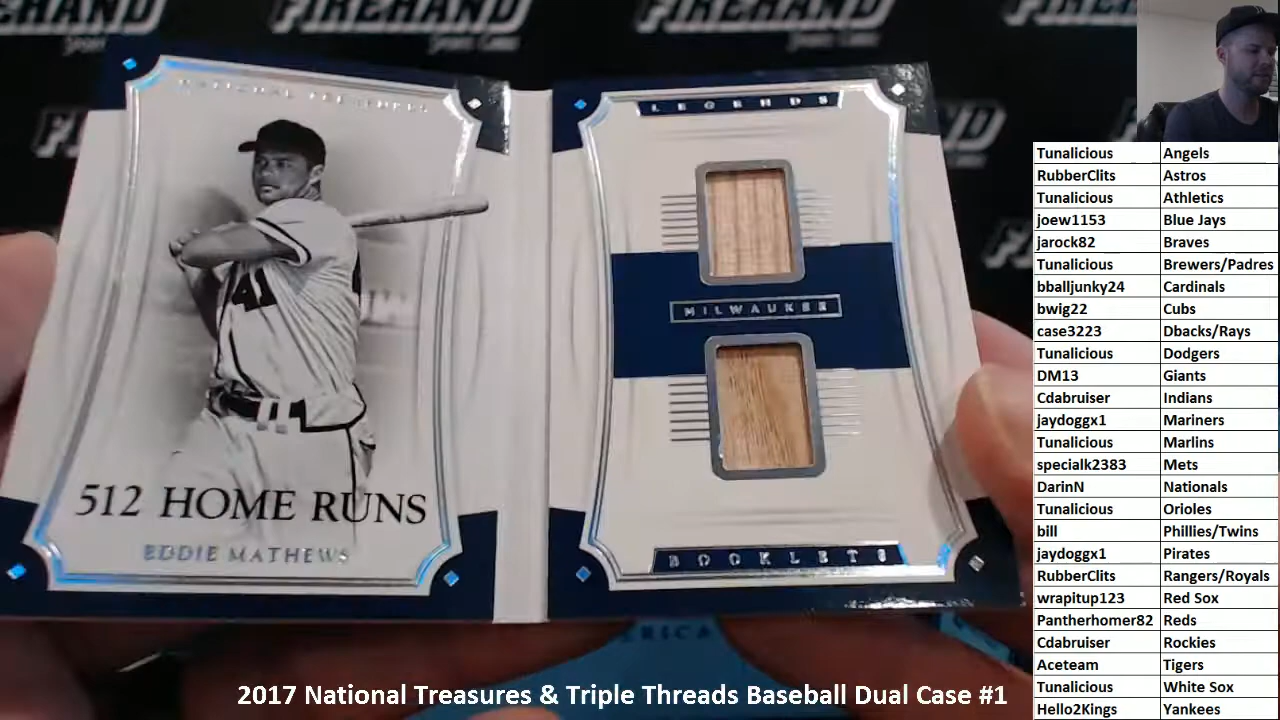 FIREHAND
FIREHAND
FIREHAND
NATIONAL TREASURES
LEGENDS
MILWAUKEE
512 HOME RUNS
EDDIE MATHEWS
BOOKLETS
ERICA
2017 National Treasures & Triple Threads Baseball Dual Case #1
Tunalicious Angels
RubberClits Astros
Tunalicious Athletics
joew1153 Blue Jays
jarock82 Braves
Tunalicious Brewers/Padres
bballjunky24 Cardinals
bwig22 Cubs
case3223 Dbacks/Rays
Tunalicious Dodgers
DM13 Giants
Cdabruiser Indians
jaydoggx1 Mariners
Tunalicious Marlins
specialk2383 Mets
DarinN Nationals
Tunalicious Orioles
bill Phillies/Twins
jaydoggx1 Pirates
RubberClits Rangers/Royals
wrapitup123 Red Sox
Pantherhomer82 Reds
Cdabruiser Rockies
Aceteam Tigers
Tunalicious White Sox
Hello2Kings Yankees